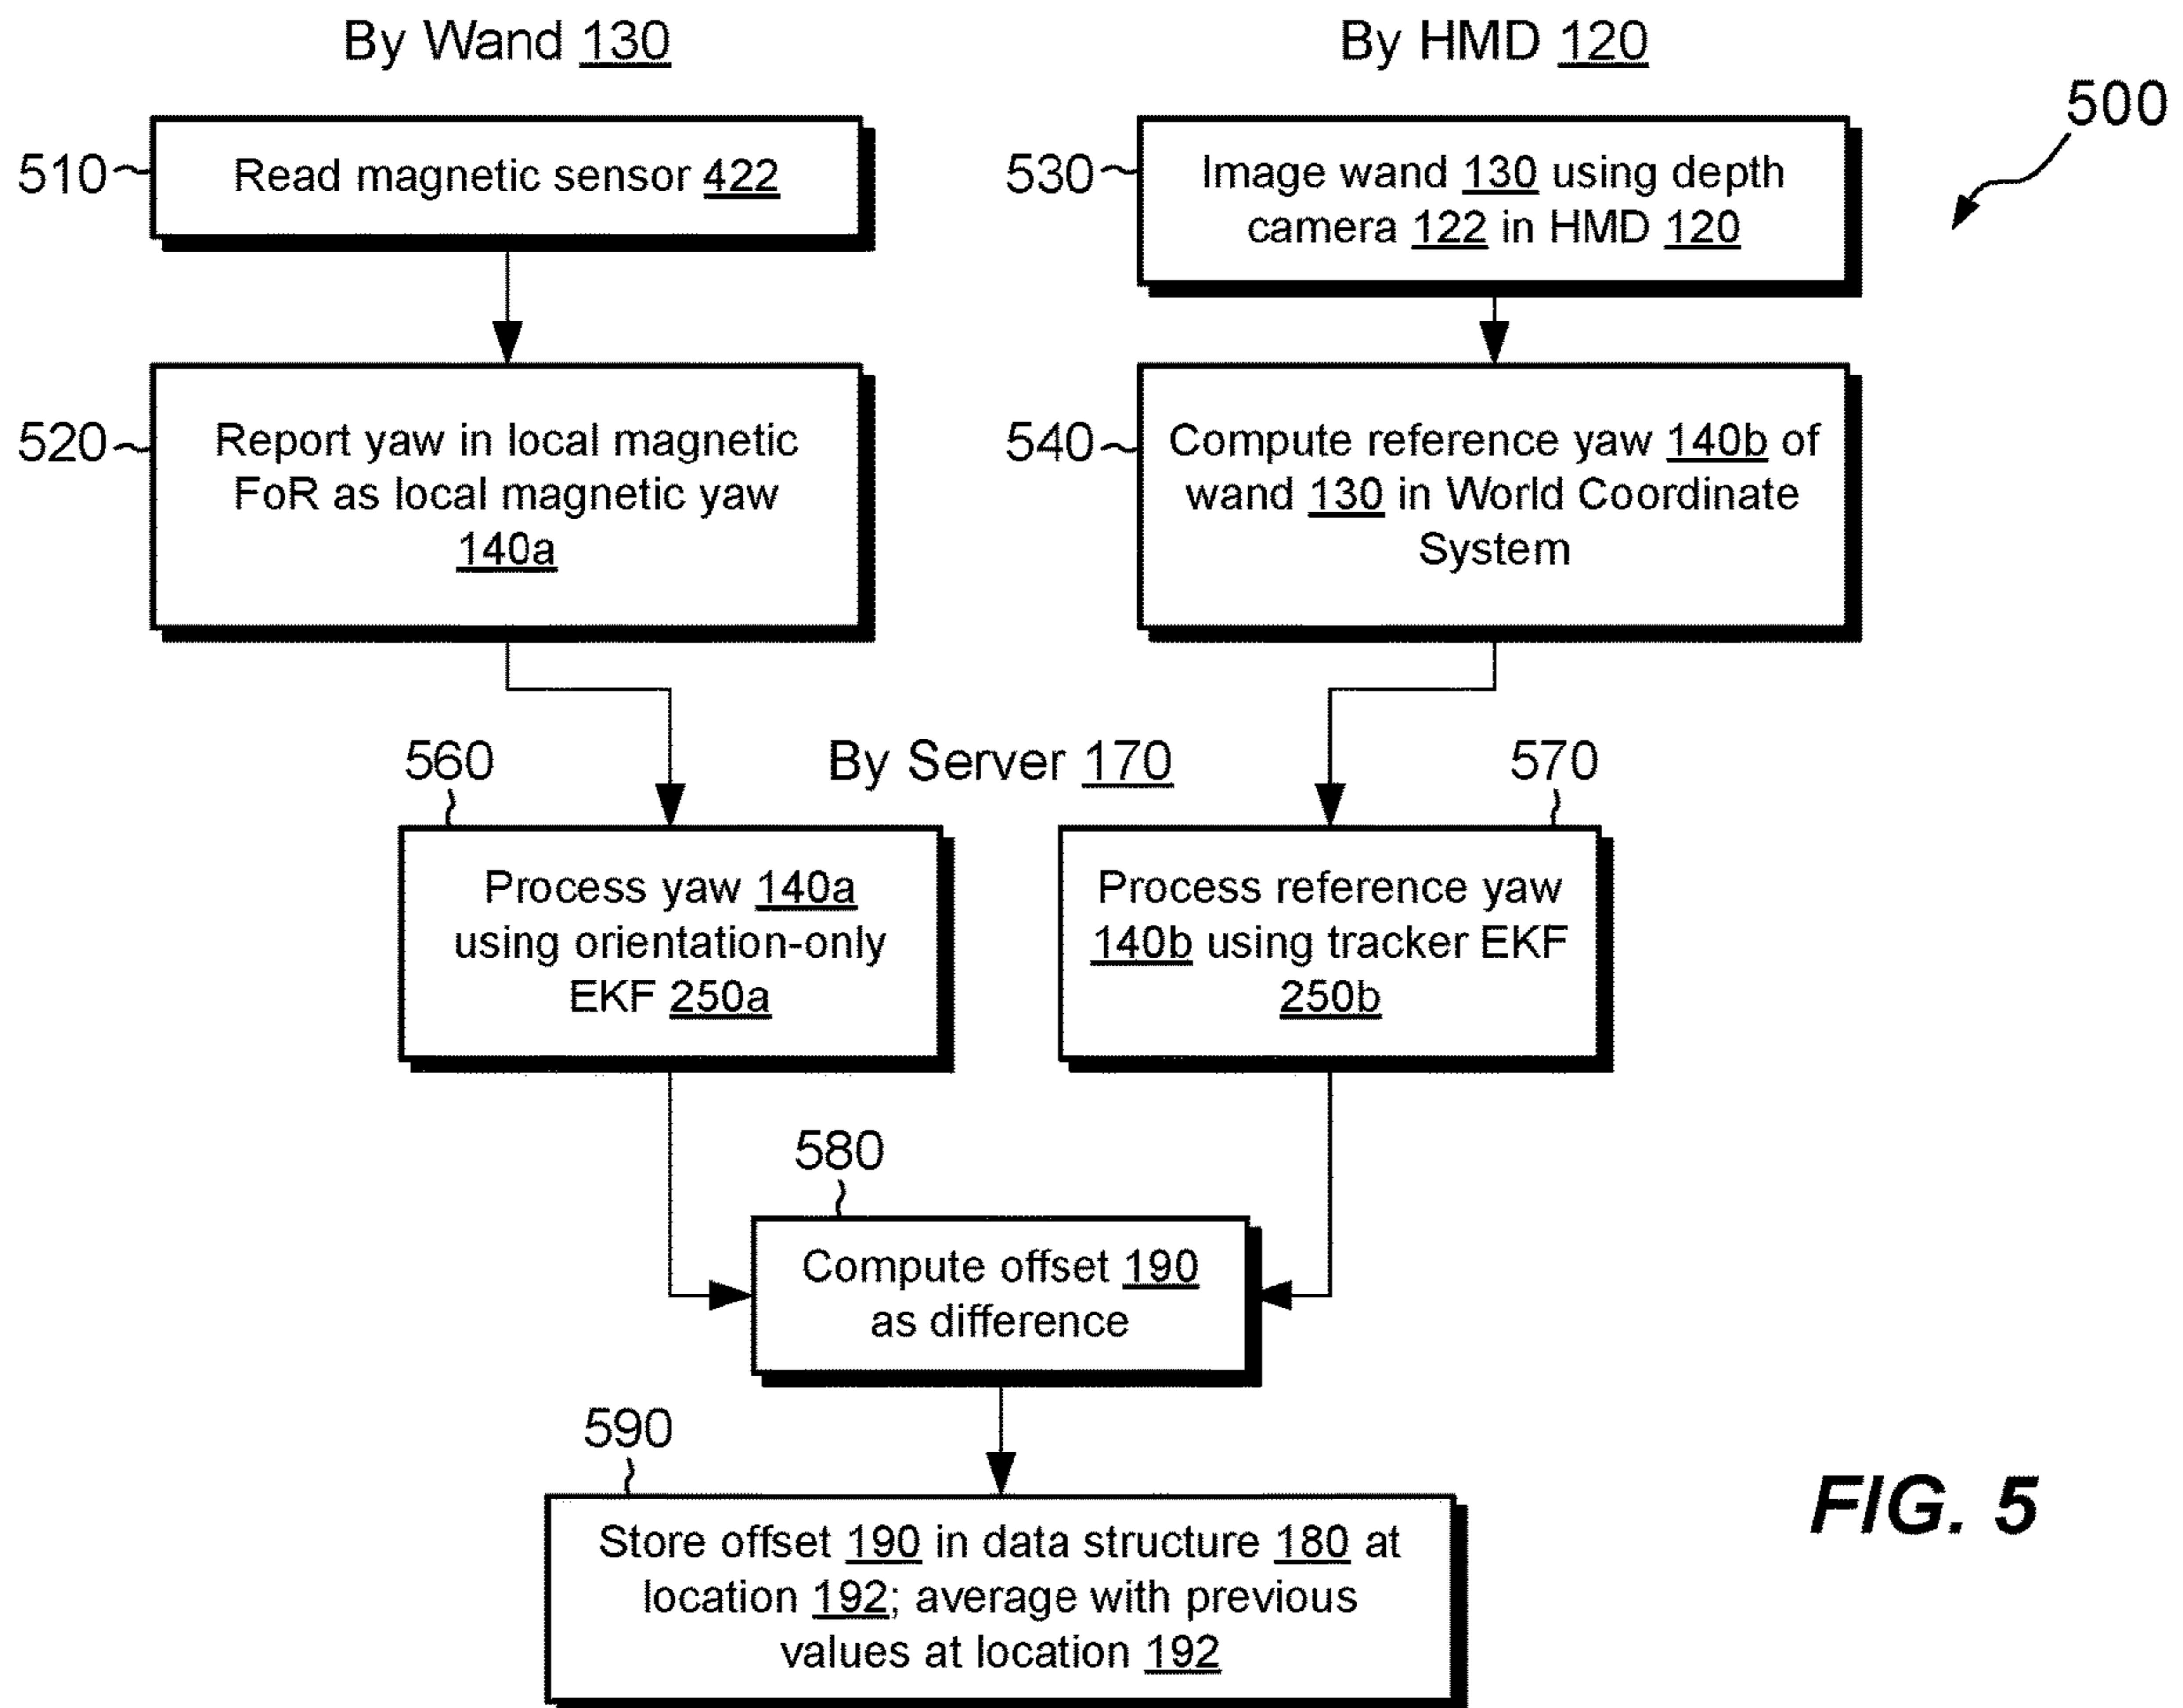 By Wand 130
By HMD 120
500
510
Read magnetic sensor 422
530
Image wand 130 using depth
camera 122 in HMD 120
520
Report yaw in local magnetic
FoR as local magnetic yaw
140a
540
Compute reference yaw 140b of
wand 130 in World Coordinate
System
By Server 170
560
Process yaw 140a
using orientation-only
EKF 250a
570
Process reference yaw
140b using tracker EKF
250b
580
Compute offset 190
as difference
590
Store offset 190 in data structure 180 at
location 192; average with previous
values at location 192
FIG. 5